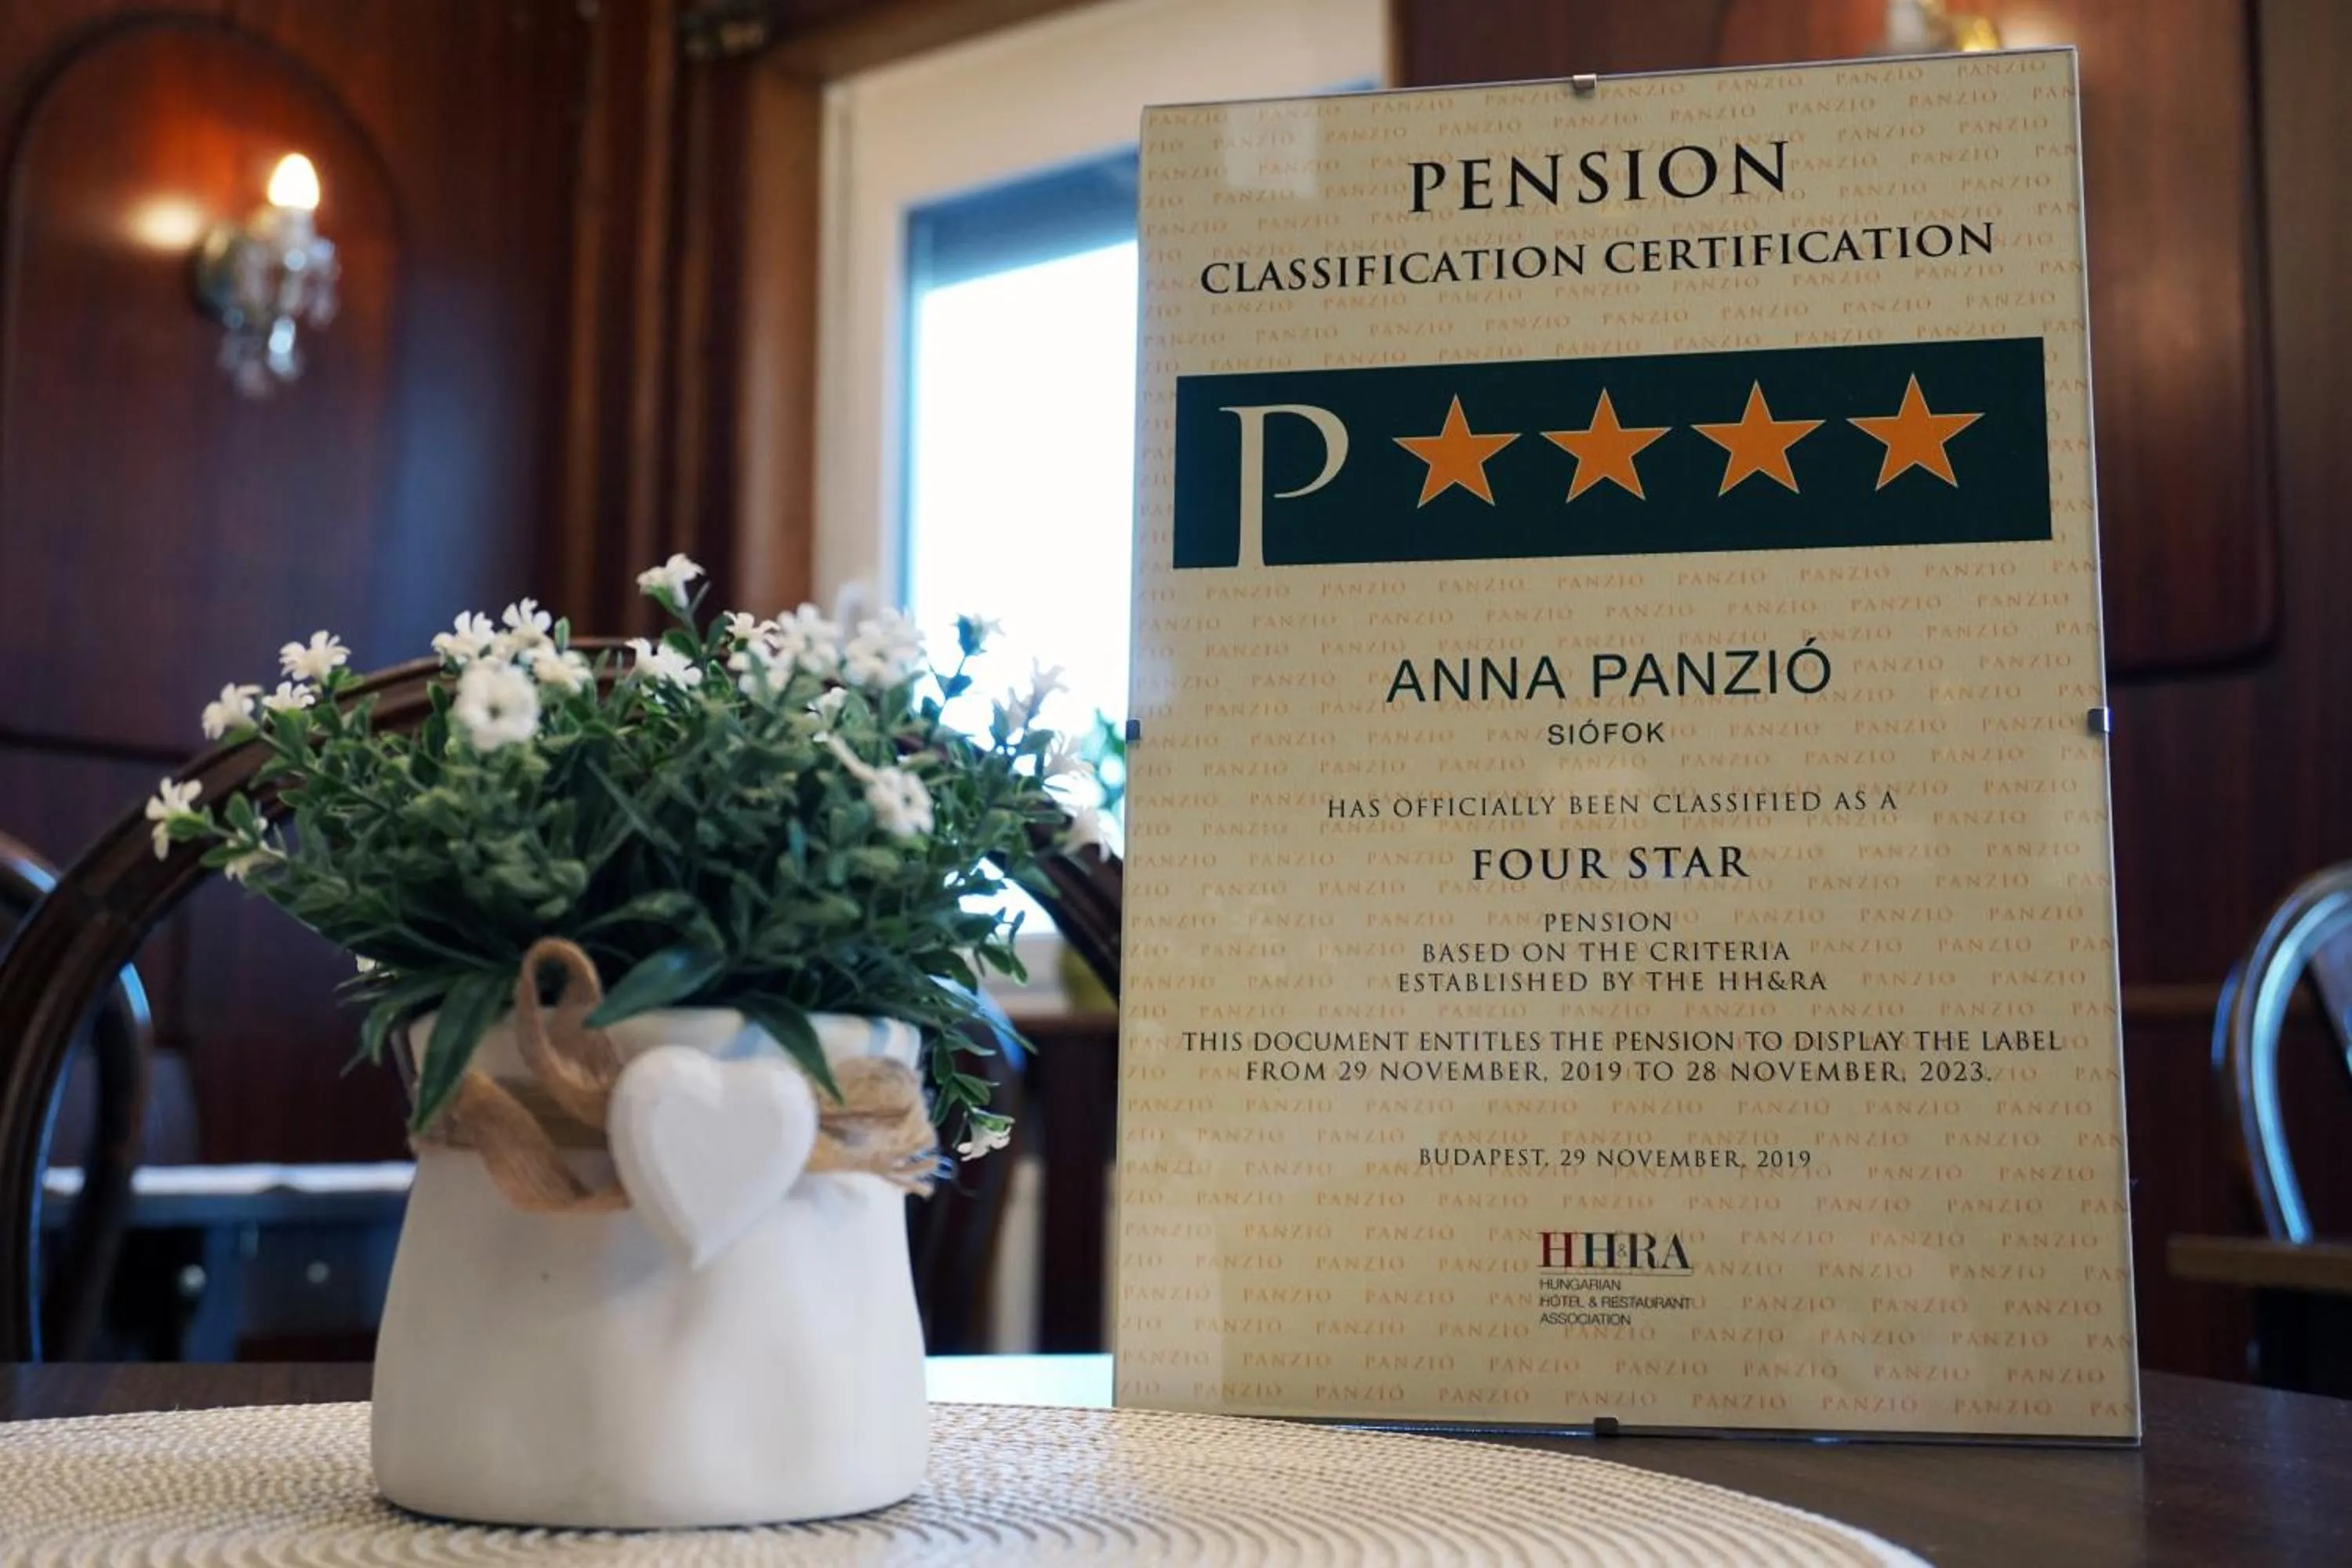 PENSION
CLASSIFICATION CERTIFICATION
P
ANNA PANZIÓ
SIÓFOK
HAS OFFICIALLY BEEN CLASSIFIED AS A
FOUR STAR
PENSION
BASED ON THE CRITERIA
ESTABLISHED BY THE HH&RA
THIS DOCUMENT ENTITLES THE PENSION TO DISPLAY THE LABEL
FROM 29 NOVEMBER, 2019 TO 28 NOVEMBER, 2023.
BUDAPEST, 29 NOVEMBER, 2019
HH&RA
HUNGARIAN
HOTEL & RESTAURANT
ASSOCIATION